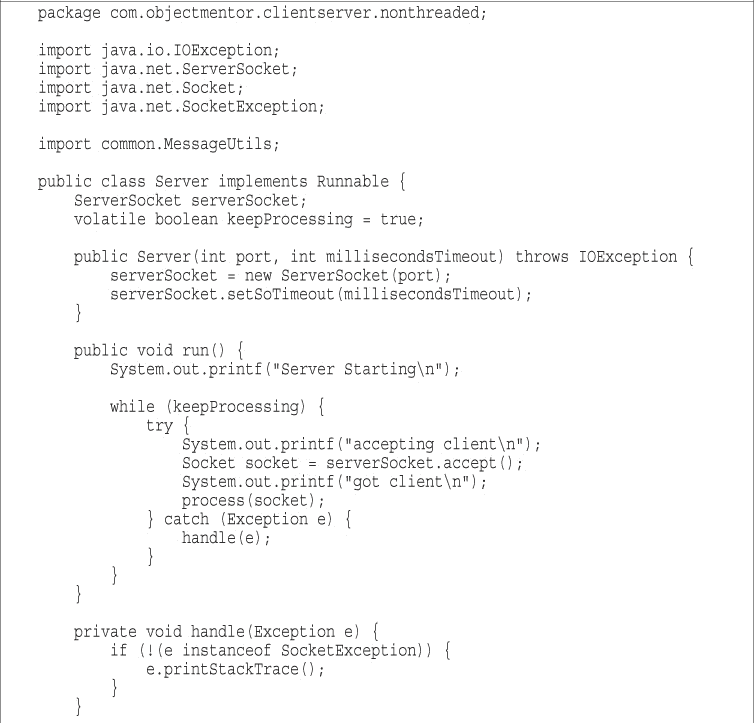 package com.objectmentor.clientserver.nonthreaded;

import java.io.IOException;
import java.net.ServerSocket;
import java.net.Socket;
import java.net.SocketException;

import common.MessageUtils;

public class Server implements Runnable {
    ServerSocket serverSocket;
    volatile boolean keepProcessing = true;

    public Server(int port, int millisecondsTimeout) throws IOException {
        serverSocket = new ServerSocket(port);
        serverSocket.setSoTimeout(millisecondsTimeout);
    }

    public void run() {
        System.out.printf("Server Starting\n");

        while (keepProcessing) {
            try {
                System.out.printf("accepting client\n");
                Socket socket = serverSocket.accept();
                System.out.printf("got client\n");
                process(socket);
            } catch (Exception e) {
                handle(e);
            }
        }
    }

    private void handle(Exception e) {
        if (!(e instanceof SocketException)) {
            e.printStackTrace();
        }
    }